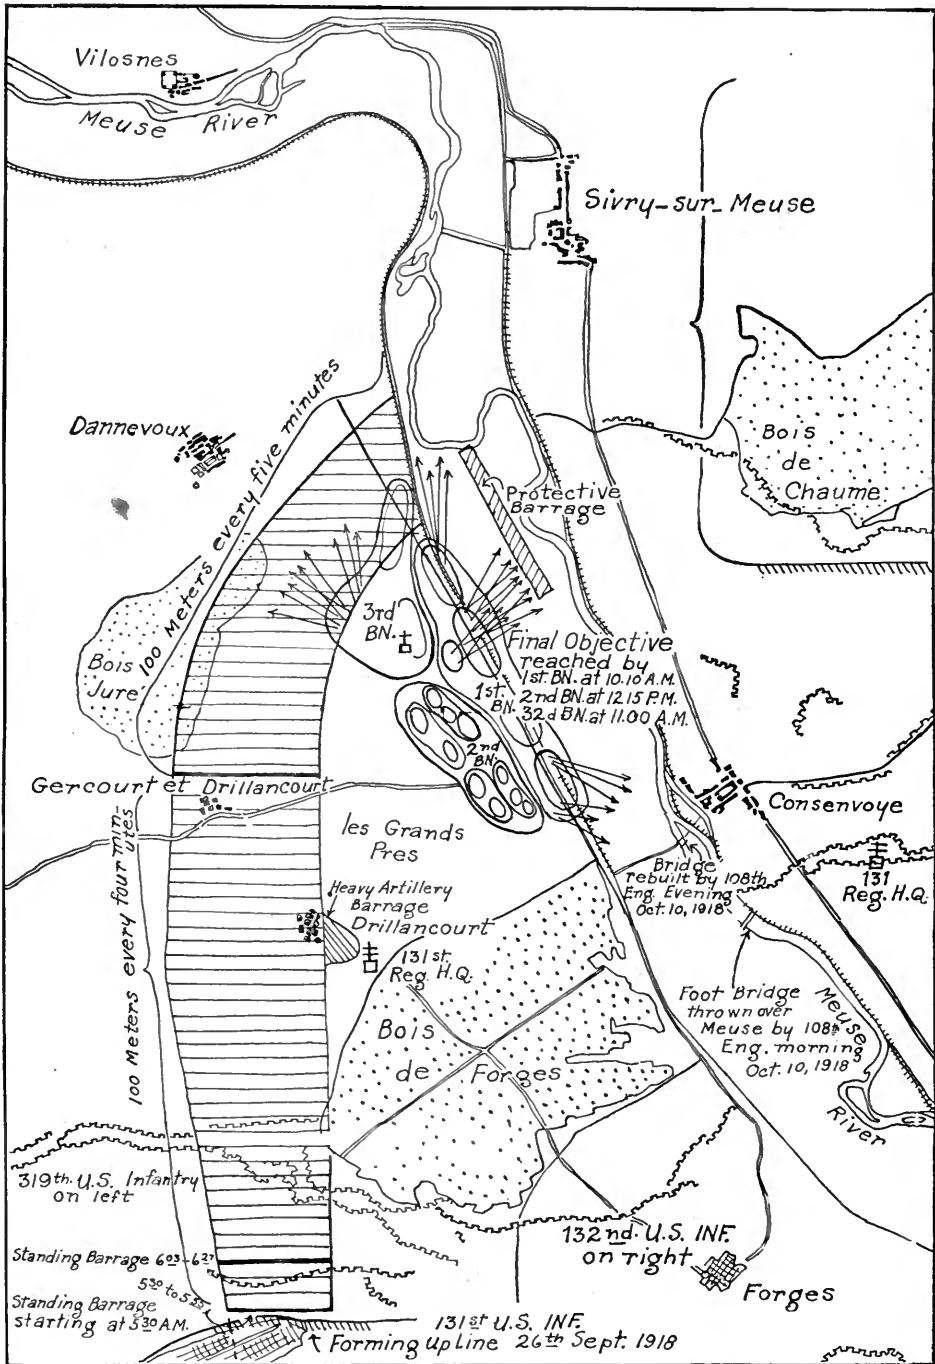 Vilosnes
Meuse River
Sivry-sur-Meuse
Dannevoux
100 Meters every five minutes
Bois
de
Chaume
Protective
Barrage
Bois
Juré
3RD
BN.
Final Objective
reached by
1st. BN. at 10.10 A.M.
2nd BN. at 12.15 P.M.
32d BN. at 11.00 A.M.
1st.
BN.
2nd
BN.
Gercourt et Drillancourt
Consenvoye
les Grands
Pres
Bridge
rebuilt by 108th
Eng. Evening
Oct. 10, 1918
131
Reg. H.Q.
Heavy Artillery
Barrage
Drillancourt
131st.
Reg. H.Q.
100 Meters every four minutes
Foot Bridge
thrown over
Meuse by 108th
Eng. morning
Oct. 10, 1918
Meuse
River
Bois
de Forges
319th. U.S. Infantry
on left
132nd. U.S. INF.
on right
Forges
Standing Barrage 6 03 - 6 27
5 30 to 5 55
Standing Barrage
starting at 5 30 A.M.
131st U.S. INF.
Forming Up Line 26th Sept. 1918